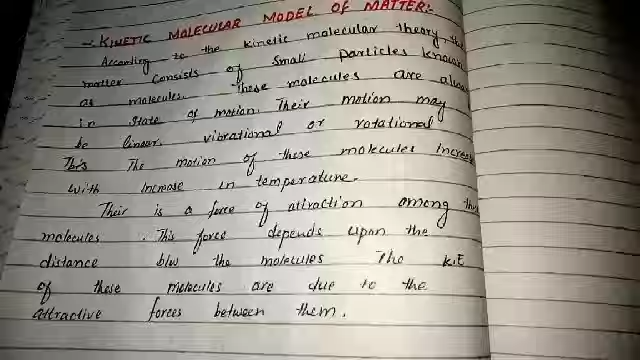 :- KINETIC MOLECULAR MODEL OF MATTER:-
According to the kinetic molecular theory, the
matter consists of small particles known
as molecules. These molecules are
in state of motion. Their motion may
be linear, vibrational or rotational
This The motion of these molecules increase
with increase in temperature.
Their is a force of attraction among
molecules. This force depends upon the
distance b/w the molecules The K.E
of these molecules are due to the
attractive forces between them.